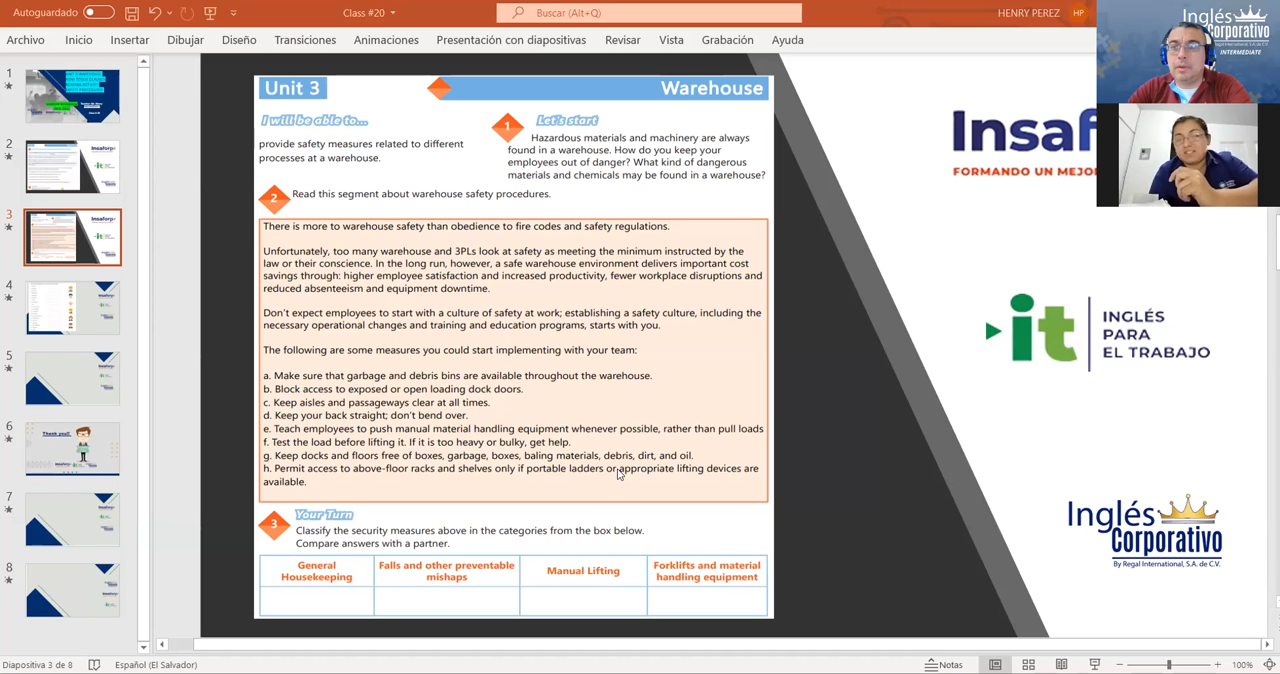 Autoguardado
Class #20
Buscar (Alt+Q)
HENRY PEREZ
HP
Archivo
Inicio
Insertar
Dibujar
Diseño
Transiciones
Animaciones
Presentación con diapositivas
Revisar
Vista
Grabación
Ayuda
1
2
3
4
5
6
7
8
Thank you!!
Unit 3
Warehouse
I will be able to...
provide safety measures related to different
processes at a warehouse.
1
Let's start
Hazardous materials and machinery are always
found in a warehouse. How do you keep your
employees out of danger? What kind of dangerous
materials and chemicals may be found in a warehouse?
2
Read this segment about warehouse safety procedures.
There is more to warehouse safety than obedience to fire codes and safety regulations.
Unfortunately, too many warehouse and 3PLs look at safety as meeting the minimum instructed by the
law or their conscience. In the long run, however, a safe warehouse environment delivers important cost
savings through: higher employee satisfaction and increased productivity, fewer workplace disruptions and
reduced absenteeism and equipment downtime.
Don't expect employees to start with a culture of safety at work; establishing a safety culture, including the
necessary operational changes and training and education programs, starts with you.
The following are some measures you could start implementing with your team:
a. Make sure that garbage and debris bins are available throughout the warehouse.
b. Block access to exposed or open loading dock doors.
c. Keep aisles and passageways clear at all times.
d. Keep your back straight; don't bend over.
e. Teach employees to push manual material handling equipment whenever possible, rather than pull loads
f. Test the load before lifting it. If it is too heavy or bulky, get help.
g. Keep docks and floors free of boxes, garbage, boxes, baling materials, debris, dirt, and oil.
h. Permit access to above-floor racks and shelves only if portable ladders or appropriate lifting devices are
available.
3
Your Turn
Classify the security measures above in the categories from the box below.
Compare answers with a partner.
General
Housekeeping
Falls and other preventable
mishaps
Manual Lifting
Forklifts and material
handling equipment
Insafo
FORMANDO UN MEJO
it
INGLÉS
PARA
EL TRABAJO
Inglés
Corporativo
By Regal International, S.A. de C.V.
Inglés
Corporativo
By Regal International, S.A. de C.V.
INTERMEDIATE
Diapositiva 3 de 8
Español (El Salvador)
Notas
100%